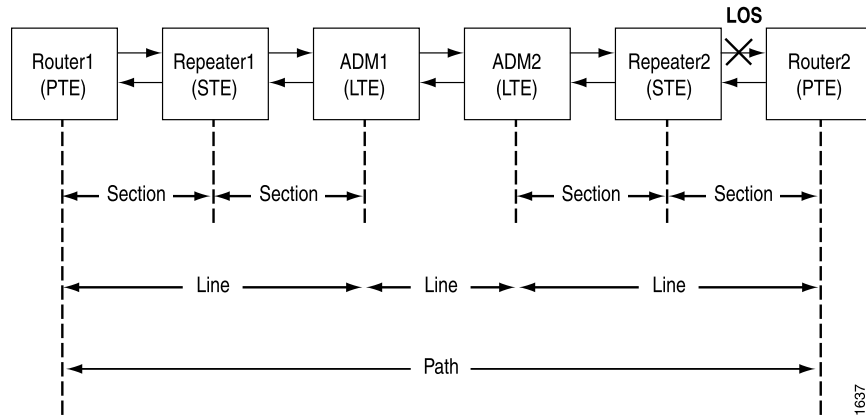 LOS
Router1
(PTE)
Repeater1
(STE)
ADM1
(LTE)
ADM2
(LTE)
Repeater2
(STE)
Router2
(PTE)
Section
Section
Section
Section
Line
Line
Line
Path
1637